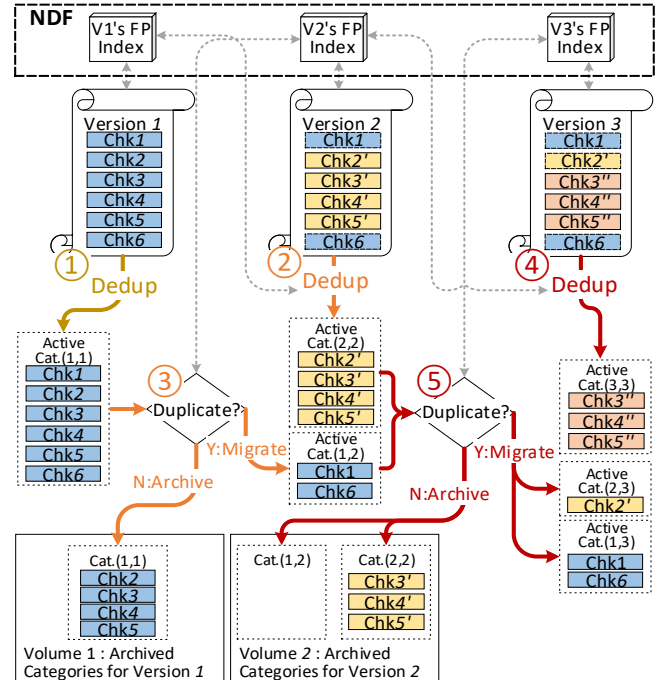 NDF
V1's FP
Index
V2's FP
Index
V3's FP
Index
Version 1
Chk1
Chk2
Chk3
Chk4
Chk5
Chk6
Version 2
Chk1
Chk2'
Chk3'
Chk4'
Chk5'
Chk6
Version 3
Chk1
Chk2'
Chk3''
Chk4''
Chk5''
Chk6
1
Dedup
2
Dedup
4
Dedup
Active
Cat.(1,1)
Chk1
Chk2
Chk3
Chk4
Chk5
Chk6
3
Duplicate?
Y:Migrate
N:Archive
Active
Cat.(2,2)
Chk2'
Chk3'
Chk4'
Chk5'
Active
Cat.(1,2)
Chk1
Chk6
5
Duplicate?
Y:Migrate
N:Archive
Active
Cat.(3,3)
Chk3''
Chk4''
Chk5''
Active
Cat.(2,3)
Chk2'
Active
Cat.(1,3)
Chk1
Chk6
Cat.(1,1)
Chk2
Chk3
Chk4
Chk5
Volume 1 : Archived
Categories for Version 1
Cat.(1,2)
Cat.(2,2)
Chk3'
Chk4'
Chk5'
Volume 2 : Archived
Categories for Version 2